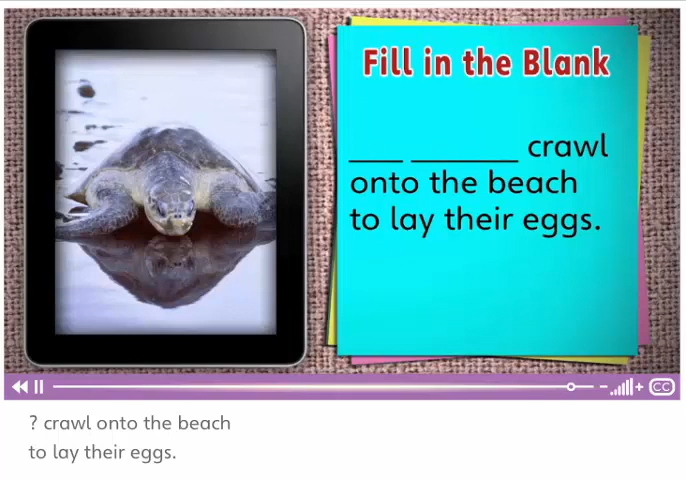 Fill in the Blank
___ ______ crawl
onto the beach
to lay their eggs.
CC
? crawl onto the beach
to lay their eggs.